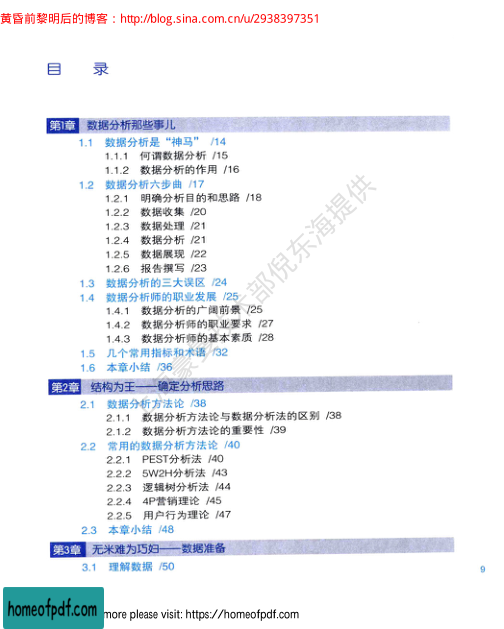 黄昏前黎明后的博客：http://blog.sina.com.cn/u/2938397351
目 录
第1章 数据分析那些事儿
1.1 数据分析是“神马” /14
1.1.1 何谓数据分析 /15
1.1.2 数据分析的作用 /16
1.2 数据分析六步曲 /17
1.2.1 明确分析目的和思路 /18
1.2.2 数据收集 /20
1.2.3 数据处理 /21
1.2.4 数据分析 /21
1.2.5 数据展现 /22
1.2.6 报告撰写 /23
1.3 数据分析的三大误区 /24
1.4 数据分析师的职业发展 /25
1.4.1 数据分析的广阔前景 /25
1.4.2 数据分析师的职业要求 /27
1.4.3 数据分析师的基本素质 /28
1.5 几个常用指标和术语 /32
1.6 本章小结 /36
第2章 结构为王——确定分析思路
2.1 数据分析方法论 /38
2.1.1 数据分析方法论与数据分析法的区别 /38
2.1.2 数据分析方法论的重要性 /39
2.2 常用的数据分析方法论 /40
2.2.1 PEST分析法 /40
2.2.2 5W2H分析法 /43
2.2.3 逻辑树分析法 /44
2.2.4 4P营销理论 /45
2.2.5 用户行为理论 /47
2.3 本章小结 /48
第3章 无米难为巧妇——数据准备
3.1 理解数据 /50
9
部倪东海提供
homeofpdf.com
more please visit: https://homeofpdf.com